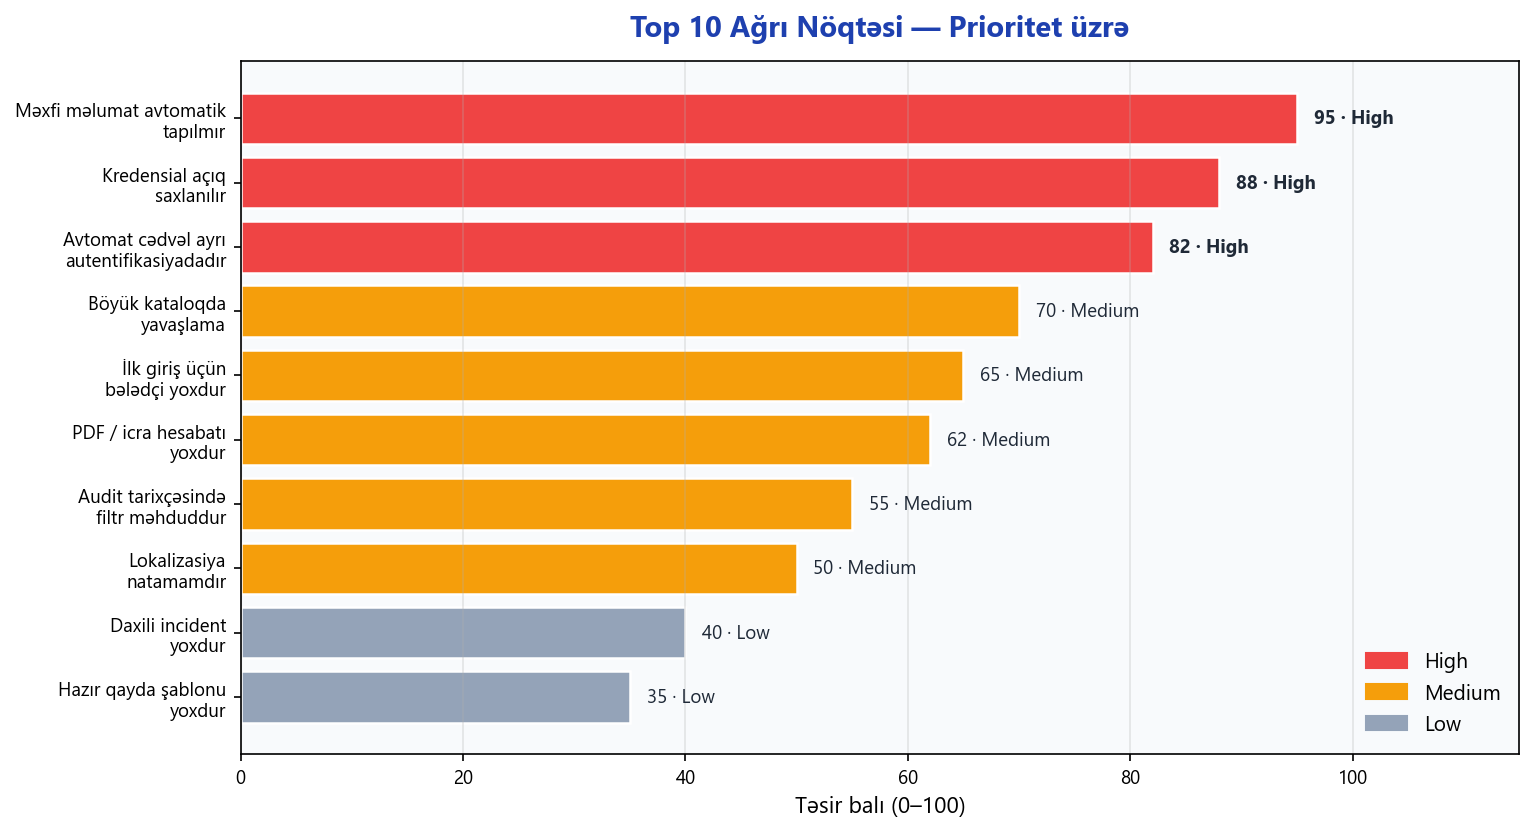 Top 10 Ağrı Nöqtəsi — Prioritet üzrə
Məxfi məlumat avtomatik
tapılmır
95 · High
Kredensial açıq
saxlanılır
88 · High
Avtomat cədvəl ayrı
autentifikasiyadadır
82 · High
Böyük kataloqda
yavaşlama
70 · Medium
İlk giriş üçün
bələdçi yoxdur
65 · Medium
PDF / icra hesabatı
yoxdur
62 · Medium
Audit tarixçəsində
filtr məhduddur
55 · Medium
Lokalizasiya
natamamdır
50 · Medium
Daxili incident
yoxdur
40 · Low
Hazır qayda şablonu
yoxdur
35 · Low
High
Medium
Low
0 20 40 60 80 100
Təsir balı (0–100)